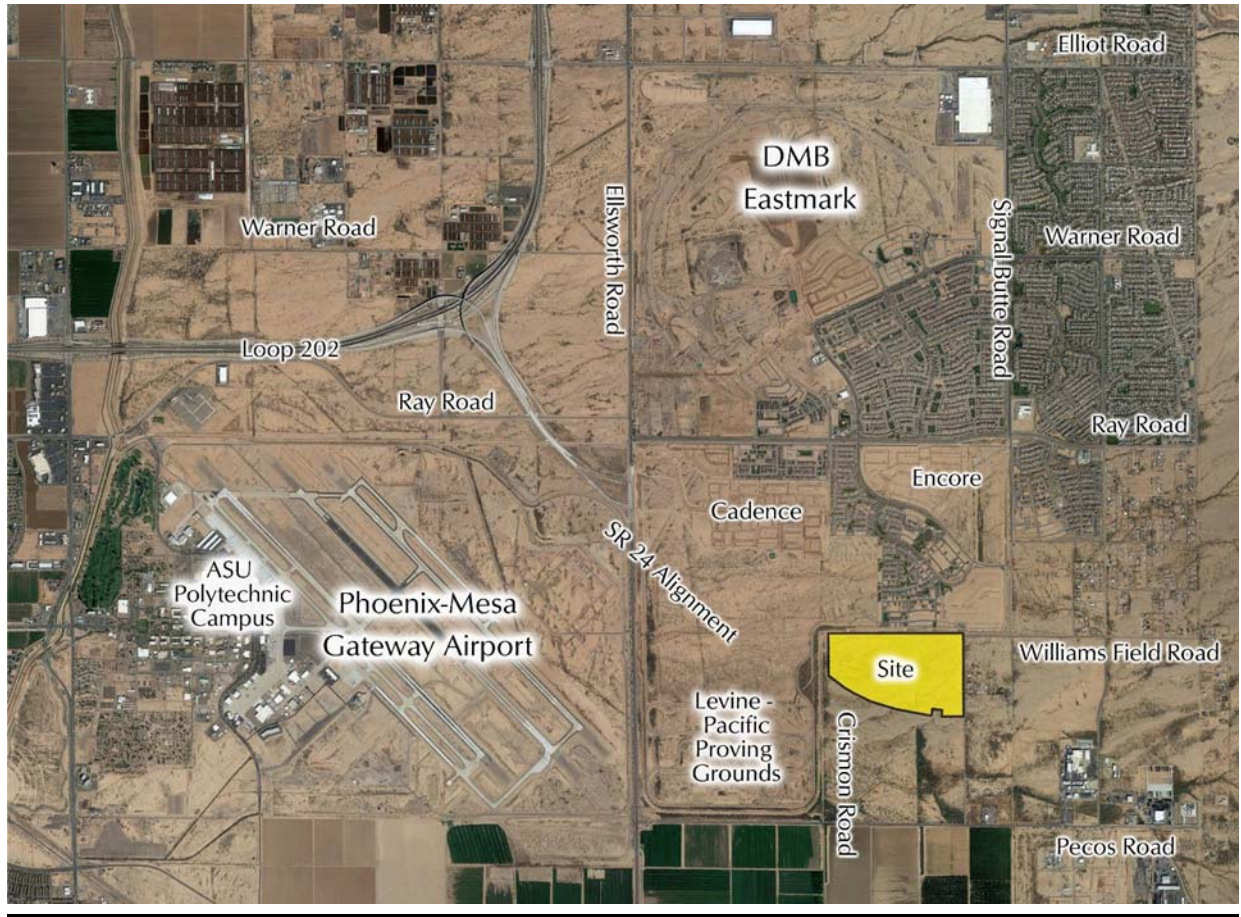 Elliot Road
DMB
Eastmark
Ellsworth Road
Signal Butte Road
Warner Road
Warner Road
Loop 202
Ray Road
Ray Road
Encore
Cadence
SR 24 Alignment
ASU
Polytechnic
Campus
Phoenix-Mesa
Gateway Airport
Site
Williams Field Road
Levine -
Pacific
Proving
Grounds
Crismon Road
Pecos Road